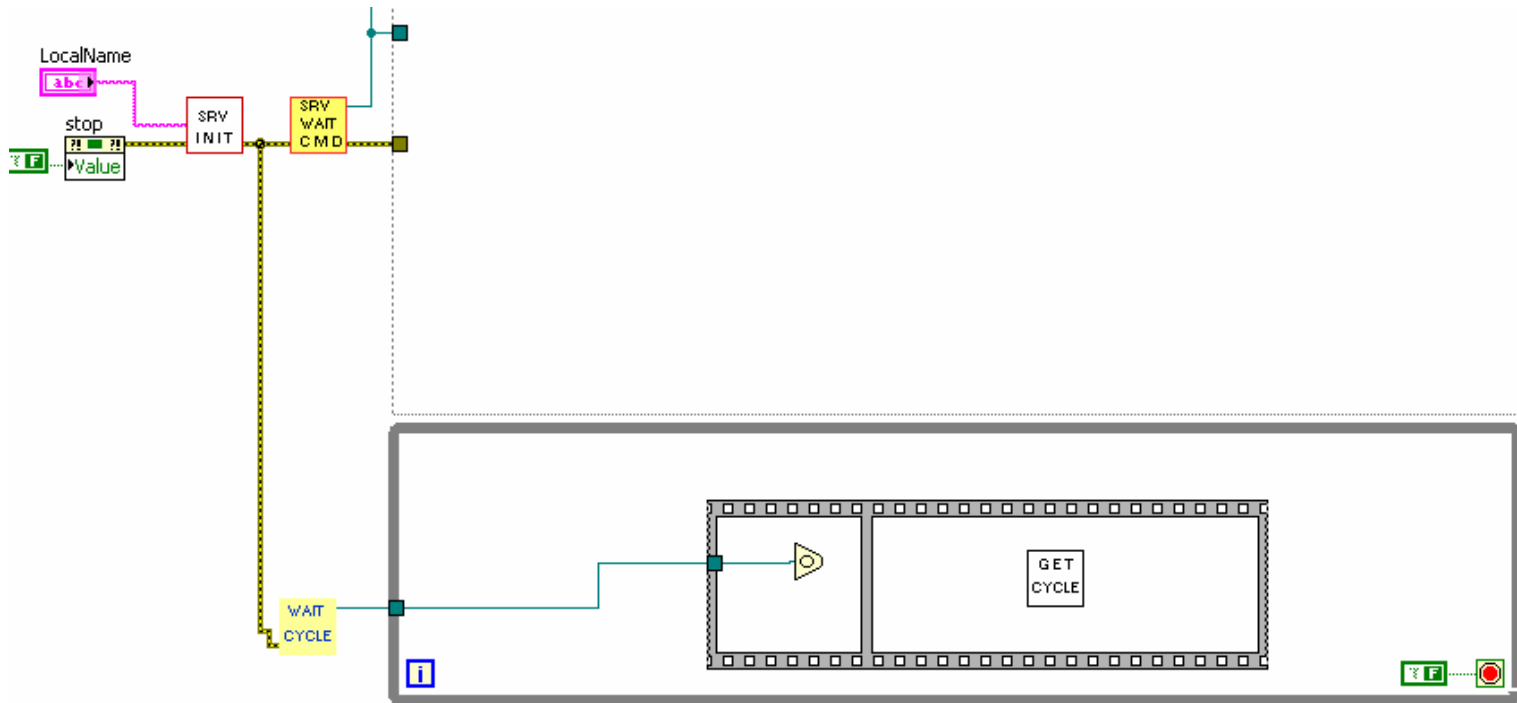 LocalName
abc
SRV
INIT
SRV
WAIT
CMD
stop
?! ?!
Value
F
WAIT
CYCLE
GET
CYCLE
i
F